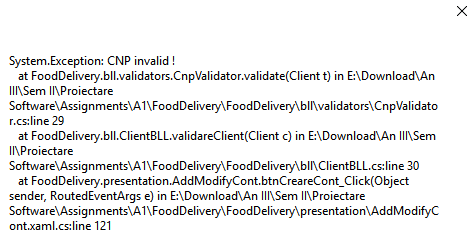 System.Exception: CNP invalid !
at FoodDelivery.bll.validators.CnpValidator.validate(Client t) in E:\Download\An
III\Sem II\Proiectare
Software\Assignments\A1\FoodDelivery\FoodDelivery\bll\validators\CnpValidato
r.cs:line 29
at FoodDelivery.bll.ClientBLL.validareClient(Client c) in E:\Download\An III\Sem
II\Proiectare
Software\Assignments\A1\FoodDelivery\FoodDelivery\bll\ClientBLL.cs:line 30
at FoodDelivery.presentation.AddModifyCont.btnCreareCont_Click(Object
sender, RoutedEventArgs e) in E:\Download\An III\Sem II\Proiectare
Software\Assignments\A1\FoodDelivery\FoodDelivery\presentation\AddModifyC
ont.xaml.cs:line 121